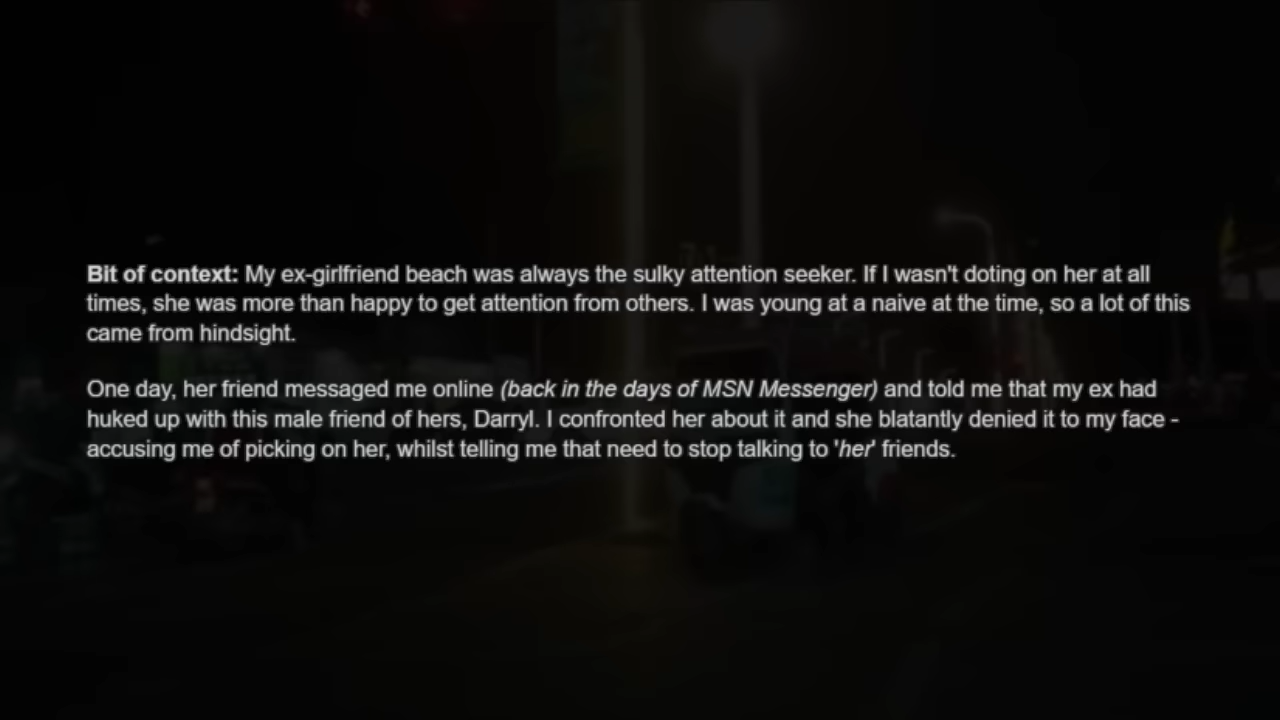 Bit of context: My ex-girlfriend beach was always the sulky attention seeker. If I wasn't doting on her at all
times, she was more than happy to get attention from others. I was young at a naive at the time, so a lot of this
came from hindsight.
One day, her friend messaged me online (back in the days of MSN Messenger) and told me that my ex had
huked up with this male friend of hers, Darryl. I confronted her about it and she blatantly denied it to my face -
accusing me of picking on her, whilst telling me that need to stop talking to 'her' friends.